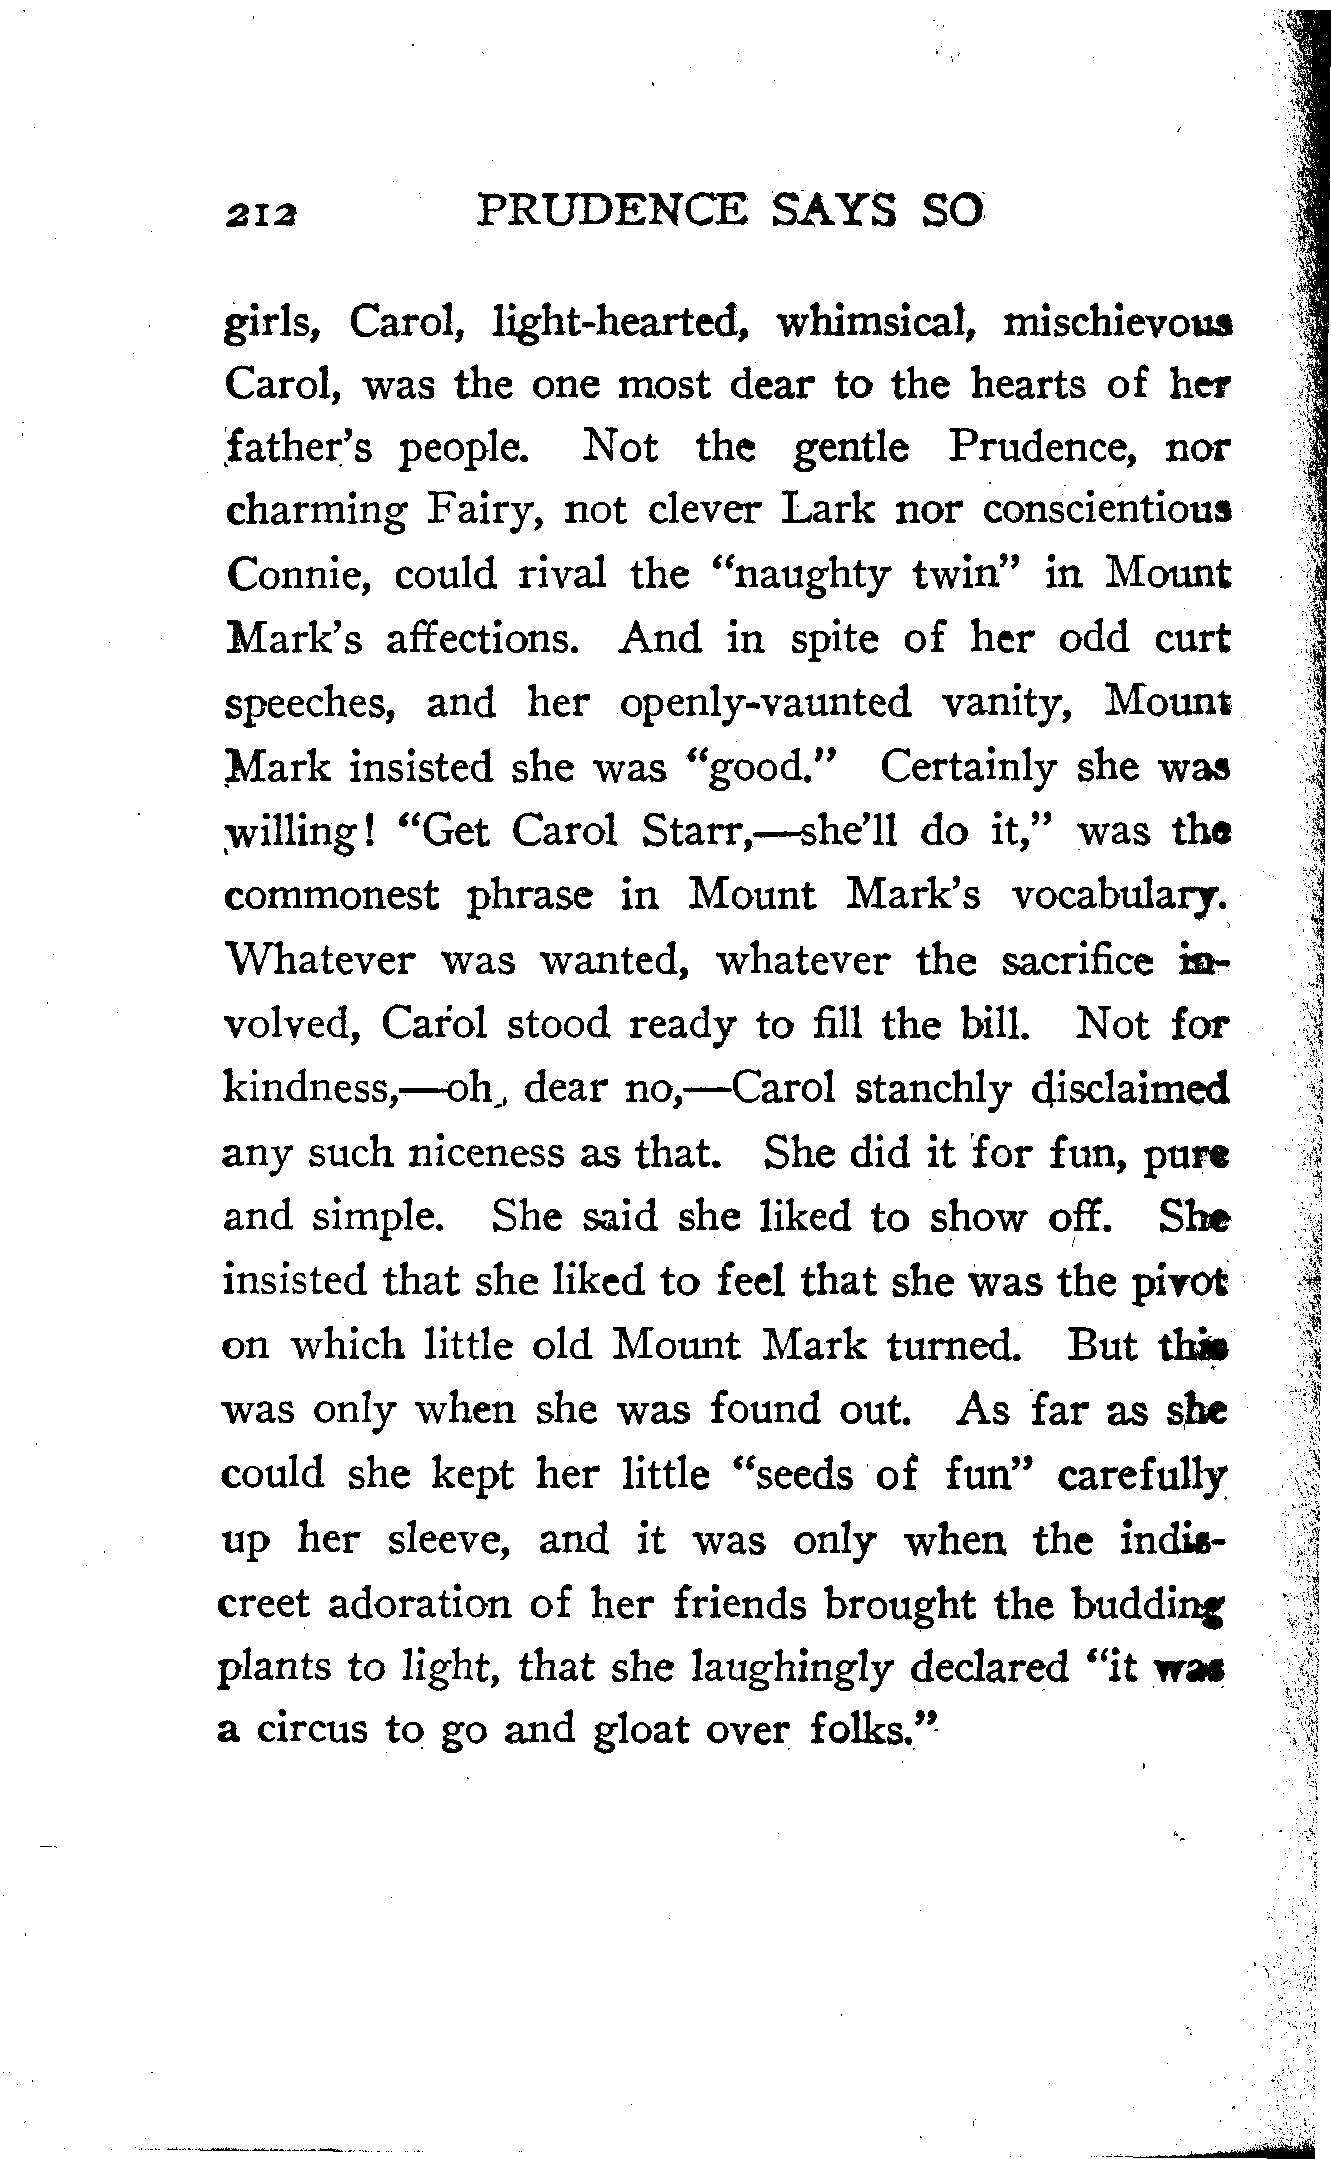 212 PRUDENCE SAYS SO
girls, Carol, light-hearted, whimsical, mischievous
Carol, was the one most dear to the hearts of her
father's people. Not the gentle Prudence, nor
charming Fairy, not clever Lark nor conscientious
Connie, could rival the “naughty twin” in Mount
Mark's affections. And in spite of her odd curt
speeches, and her openly-vaunted vanity, Mount
Mark insisted she was “good.” Certainly she was
willing! “Get Carol Starr,—she'll do it,” was the
commonest phrase in Mount Mark's vocabulary.
Whatever was wanted, whatever the sacrifice in-
volved, Carol stood ready to fill the bill. Not for
kindness,—oh, dear no,—Carol stanchly disclaimed
any such niceness as that. She did it for fun, pure
and simple. She said she liked to show off. She
insisted that she liked to feel that she was the pivot
on which little old Mount Mark turned. But this
was only when she was found out. As far as she
could she kept her little “seeds of fun” carefully
up her sleeve, and it was only when the indis-
creet adoration of her friends brought the budding
plants to light, that she laughingly declared “it was
a circus to go and gloat over folks.”